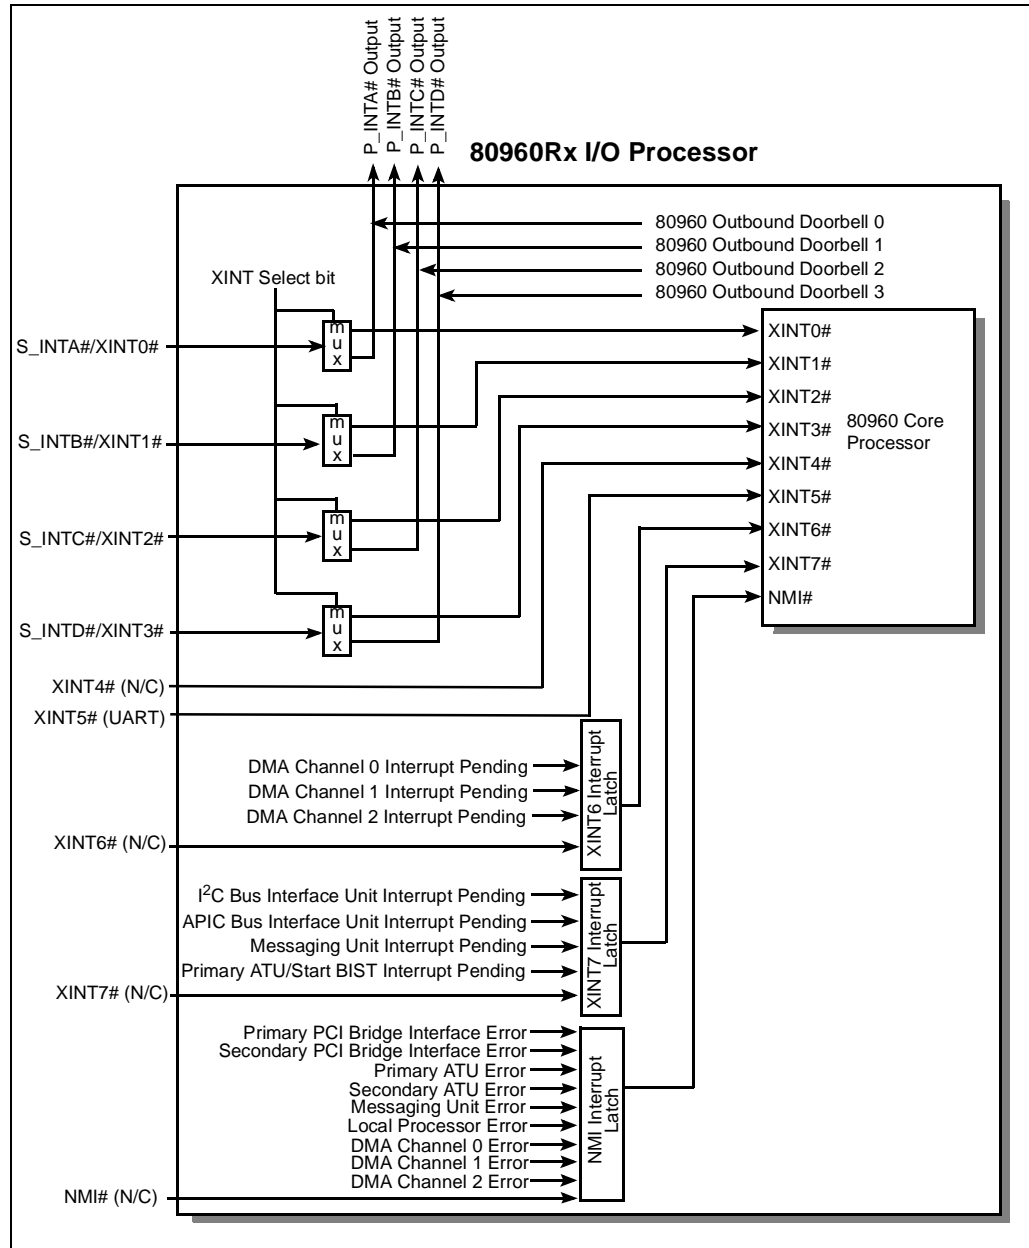 P_INTA# Output
P_INTB# Output
P_INTC# Output
P_INTD# Output
80960Rx I/O Processor
80960 Outbound Doorbell 0
80960 Outbound Doorbell 1
80960 Outbound Doorbell 2
80960 Outbound Doorbell 3
XINT Select bit
S_INTA#/XINT0#
mux
S_INTB#/XINT1#
mux
S_INTC#/XINT2#
mux
S_INTD#/XINT3#
mux
XINT0#
XINT1#
XINT2#
XINT3#
XINT4#
XINT5#
XINT6#
XINT7#
NMI#
80960 Core
Processor
XINT4# (N/C)
XINT5# (UART)
DMA Channel 0 Interrupt Pending
DMA Channel 1 Interrupt Pending
DMA Channel 2 Interrupt Pending
XINT6# (N/C)
XINT6 Interrupt
Latch
I²C Bus Interface Unit Interrupt Pending
APIC Bus Interface Unit Interrupt Pending
Messaging Unit Interrupt Pending
Primary ATU/Start BIST Interrupt Pending
XINT7# (N/C)
XINT7 Interrupt
Latch
Primary PCI Bridge Interface Error
Secondary PCI Bridge Interface Error
Primary ATU Error
Secondary ATU Error
Messaging Unit Error
Local Processor Error
DMA Channel 0 Error
DMA Channel 1 Error
DMA Channel 2 Error
NMI# (N/C)
NMI Interrupt
Latch